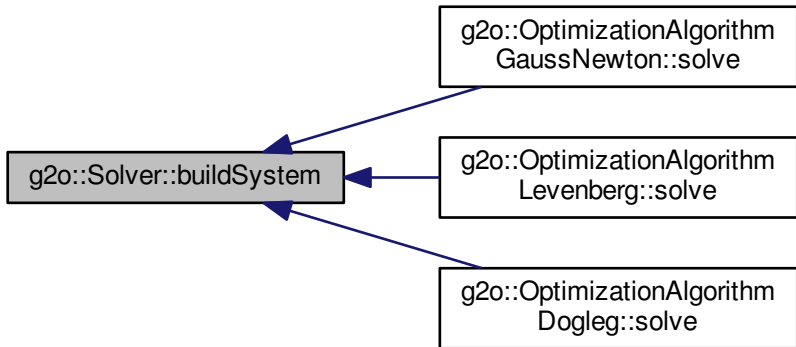 g2o::OptimizationAlgorithm
GaussNewton::solve
g2o::Solver::buildSystem
g2o::OptimizationAlgorithm
Levenberg::solve
g2o::OptimizationAlgorithm
Dogleg::solve